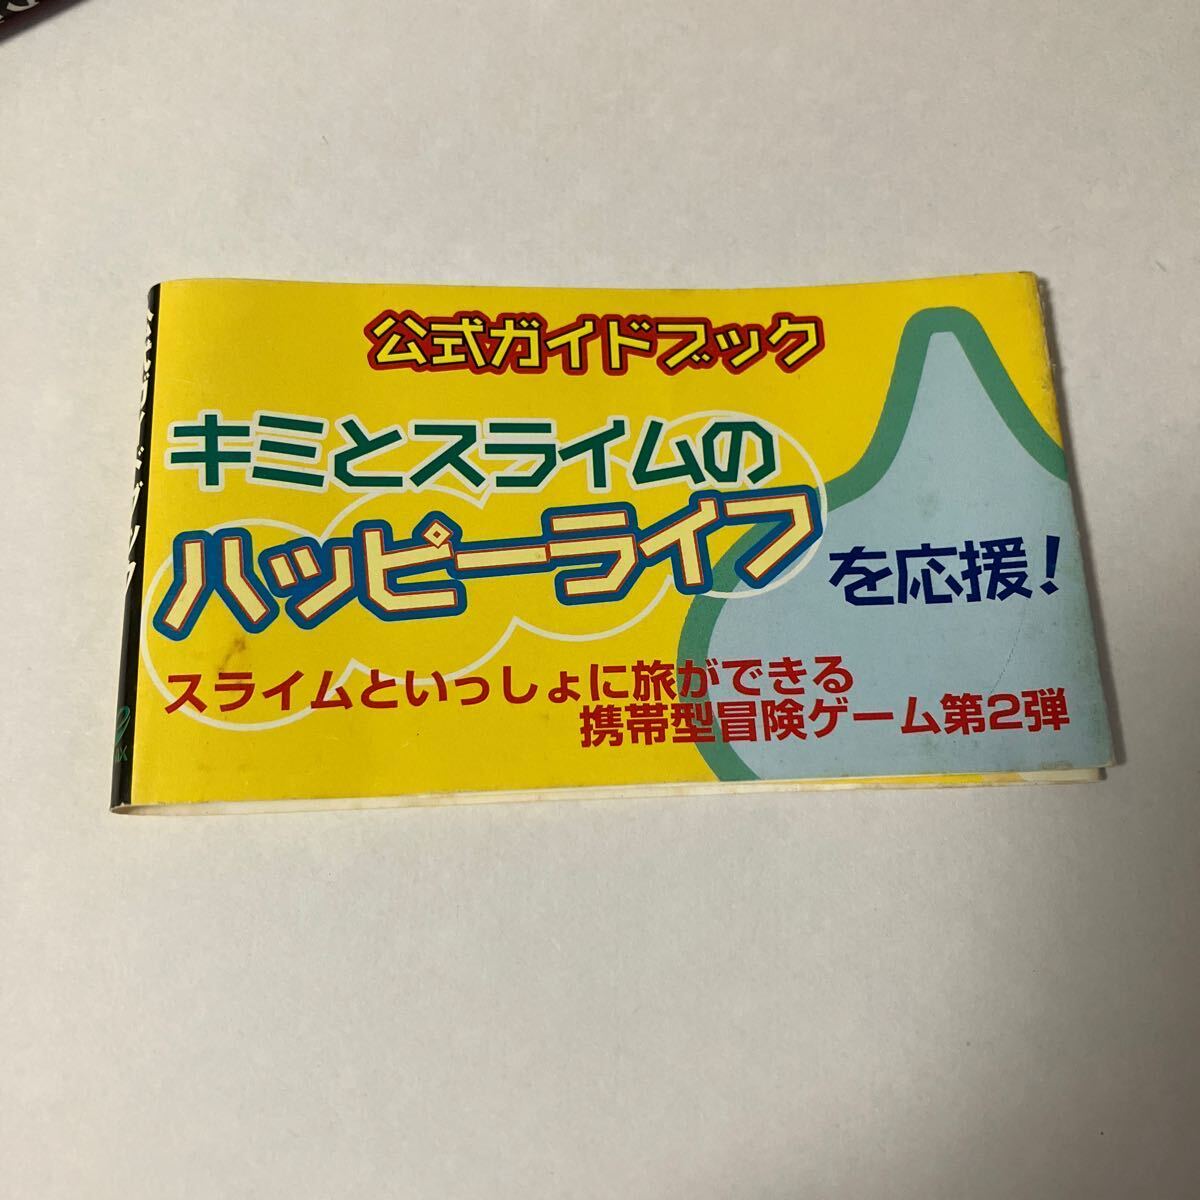 公式ガイドブック
キミとスライムの
ハッピーライフ
を応援!
スライムといっしょに旅ができる
携帯型冒険ゲーム第2弾